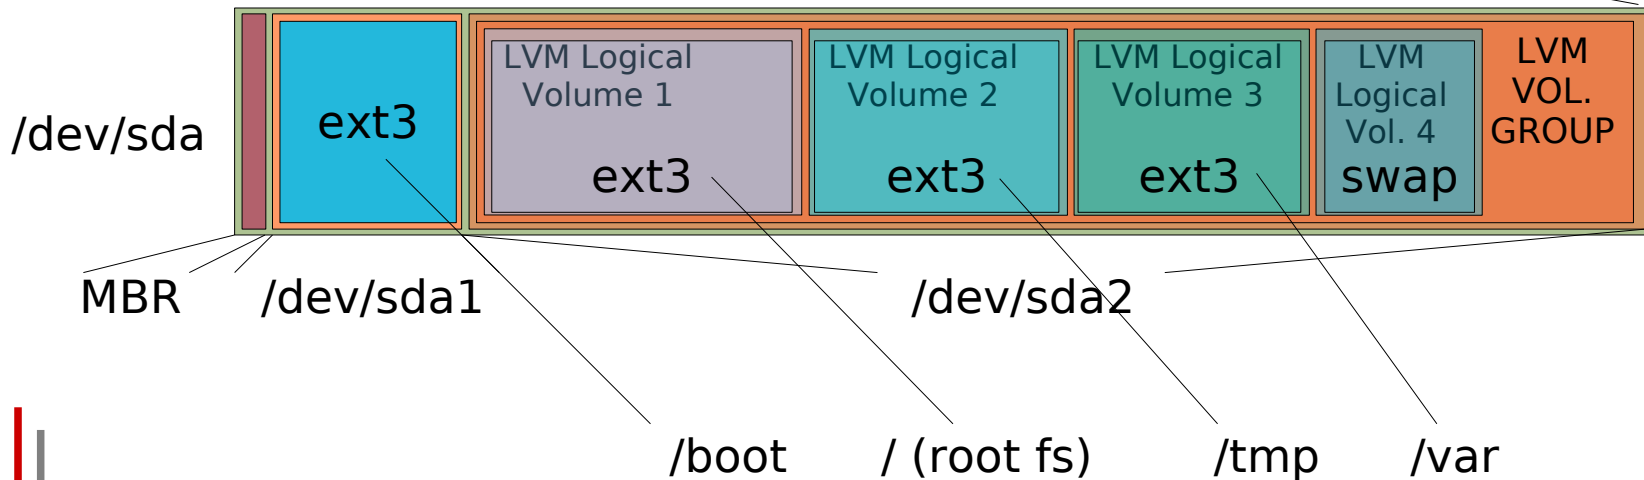 /dev/sda
ext3
LVM Logical
Volume 1
ext3
LVM Logical
Volume 2
ext3
LVM Logical
Volume 3
ext3
LVM
Logical
Vol. 4
swap
LVM
VOL.
GROUP
MBR
/dev/sda1
/dev/sda2
/boot
/ (root fs)
/tmp
/var